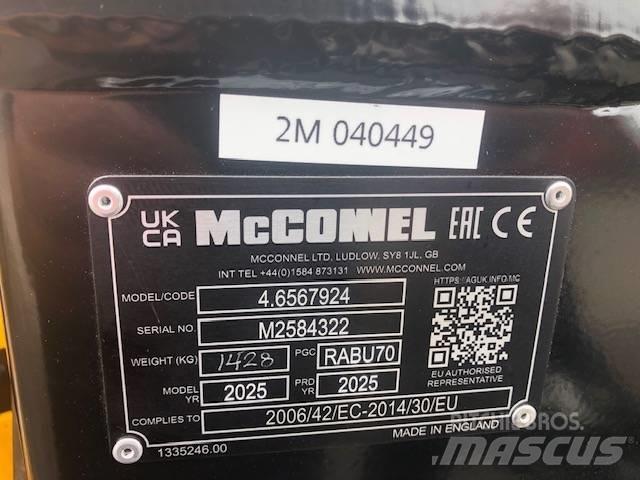 2M 040449
UK CA McCONNEL EAC CE
MCCONNEL LTD, LUDLOW, SY8 1JL, GB
INT TEL +44(0)1584 873131 WWW.MCCONNEL.COM
HTTPS://AGUK.INFO/MC
MODEL/CODE 4.6567924
SERIAL NO. M2584322
WEIGHT (KG) 1428 PGC RABU70
EU AUTHORISED
REPRESENTATIVE
MODEL YR 2025 PRD YR 2025
COMPLIES TO 2006/42/EC-2014/30/EU
1335246.00 MADE IN ENGLAND
BROS.
MASCUS